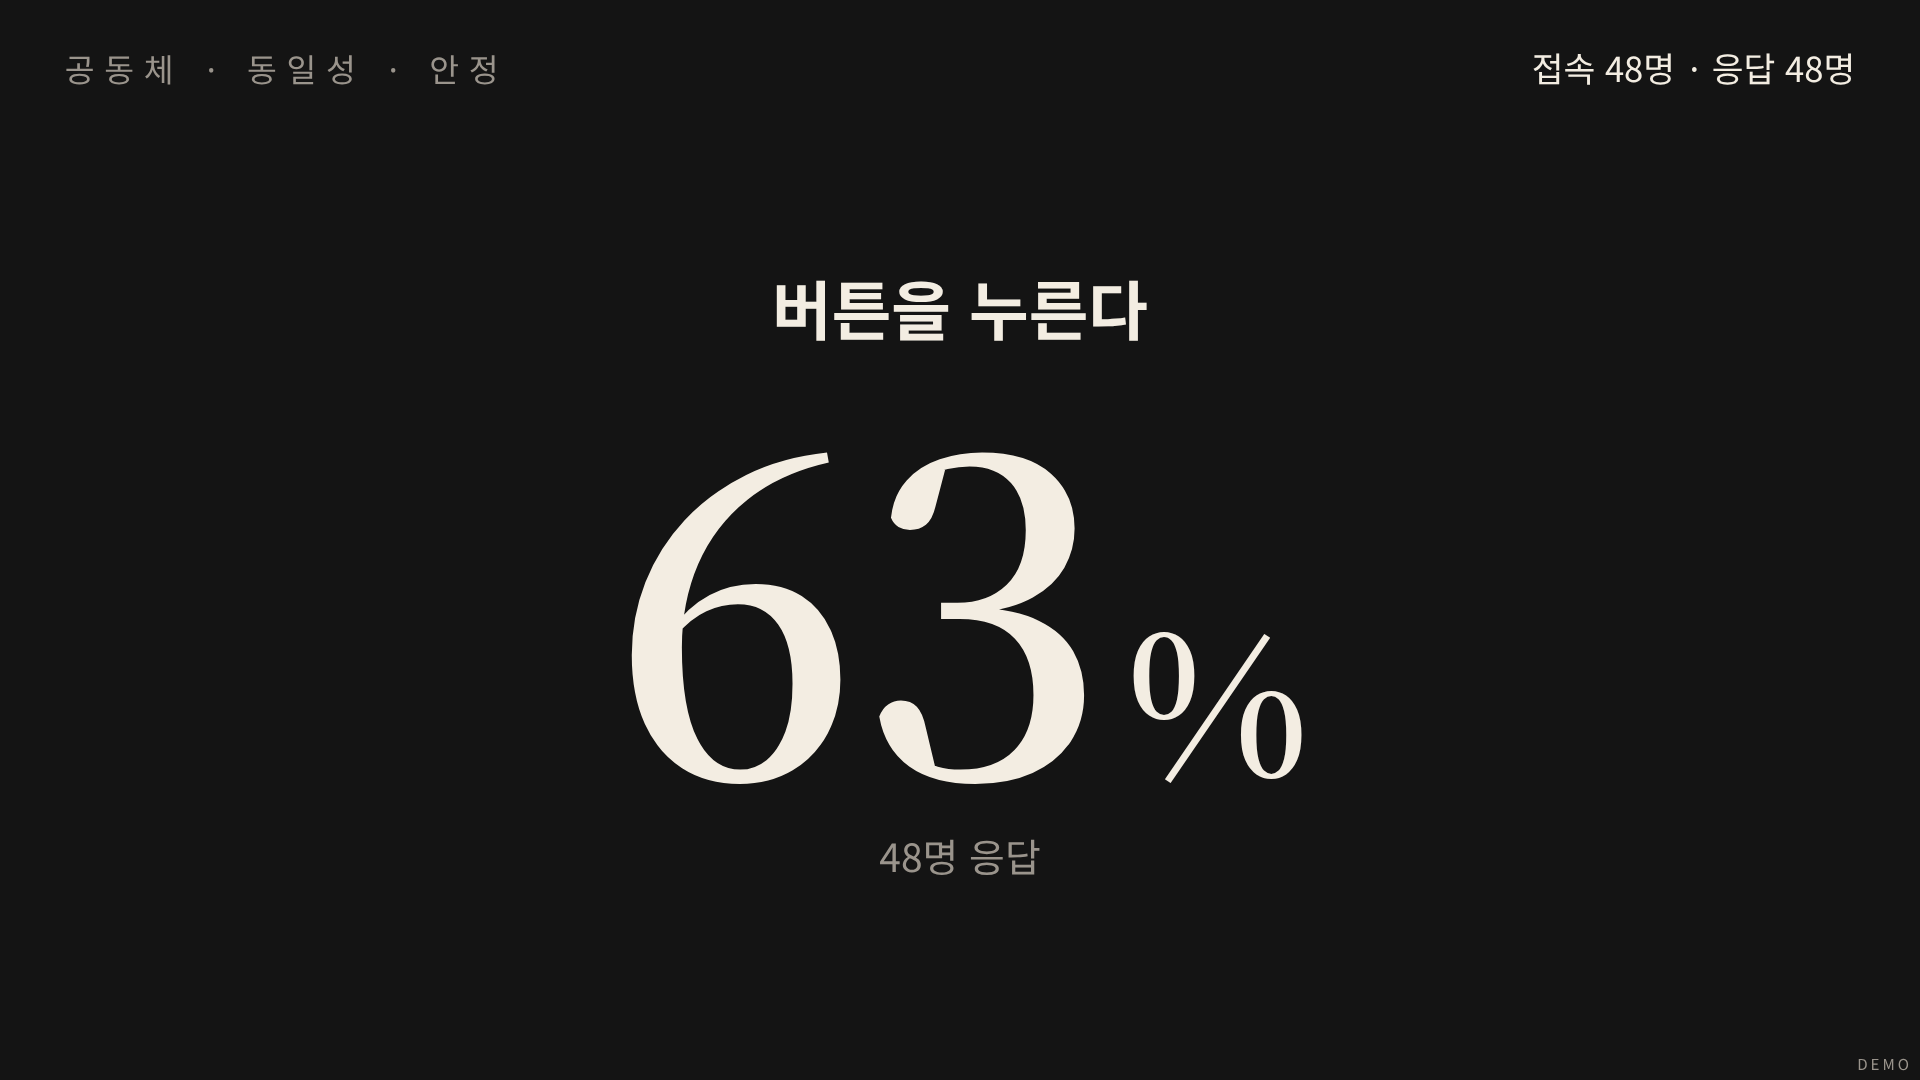 공동체 · 동일성 · 안정
접속 48명 · 응답 48명
버튼을 누른다
63%
48명 응답
DEMO